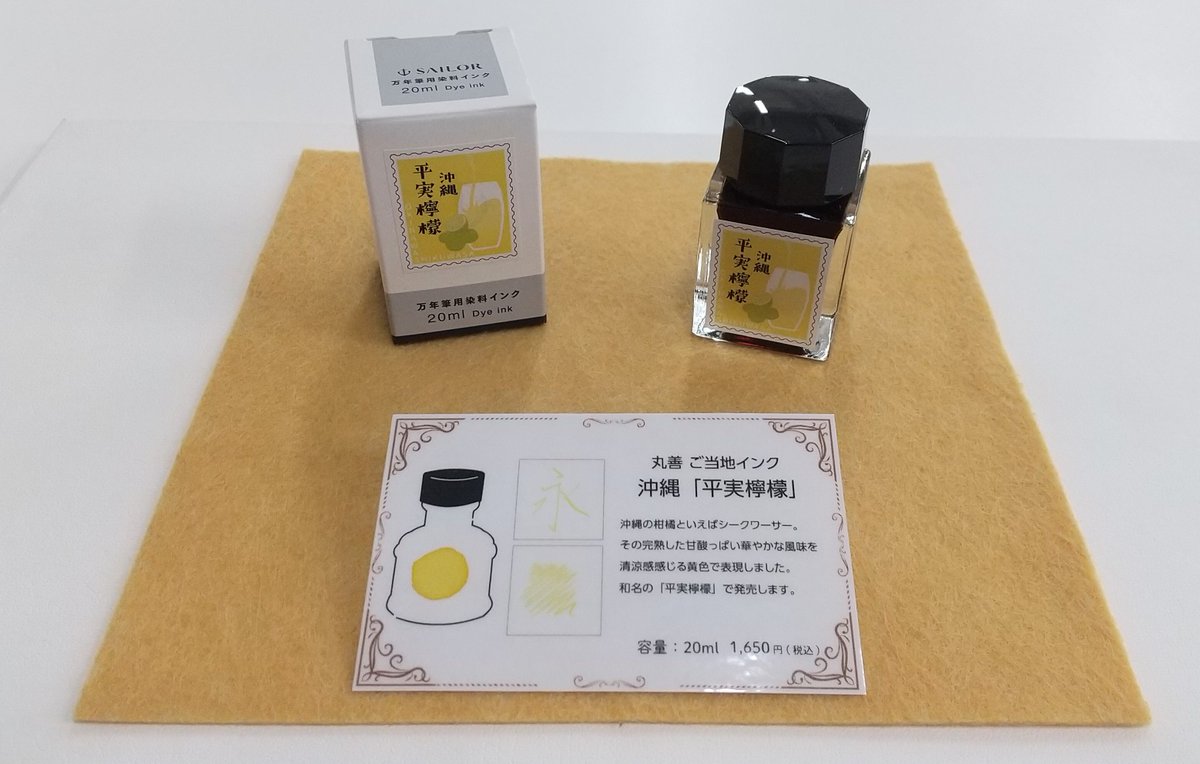 SAILOR
万年筆用染料インク
20ml Dye ink
沖縄
平実檸檬
万年筆用染料インク
20ml Dye ink
沖縄
平実檸檬
永
丸善 ご当地インク
沖縄「平実檸檬」
沖縄の柑橘といえばシークワーサー。
その完熟した甘酸っぱい華やかな風味を
清涼感感じる黄色で表現しました。
和名の「平実檸檬」で発売します。
容量：20ml 1,650円(税込)